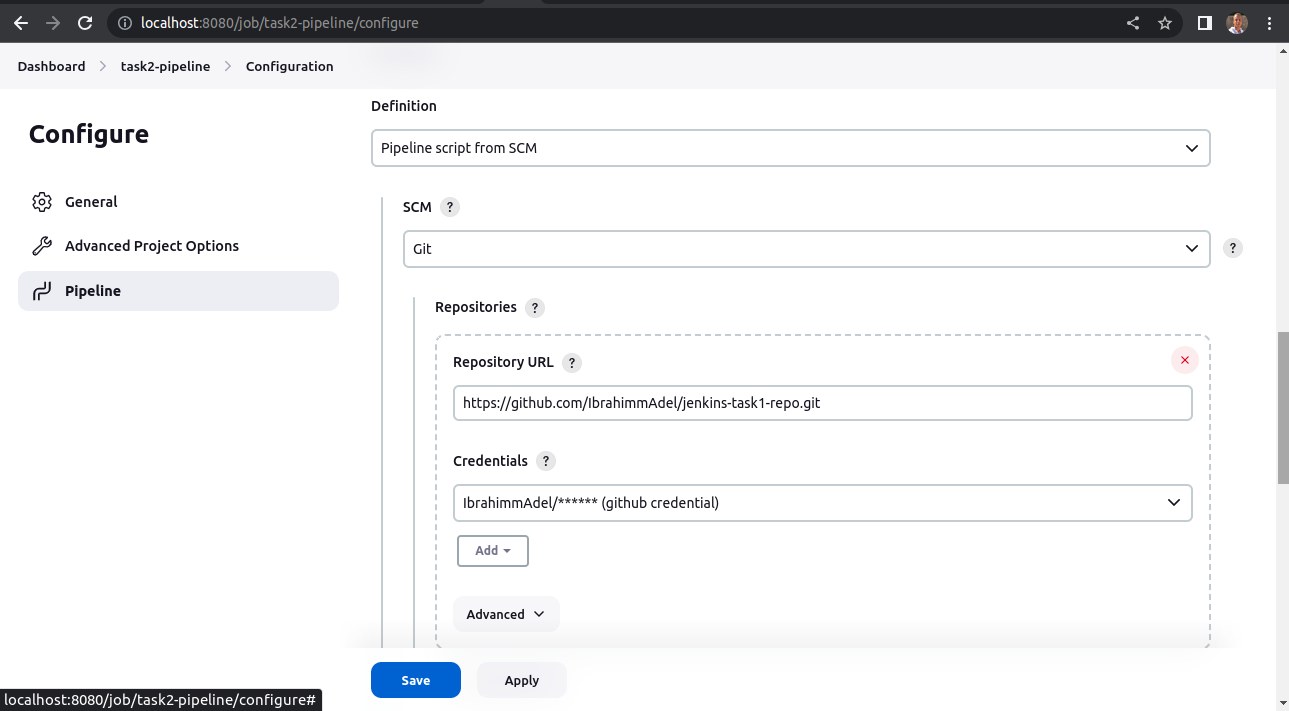 localhost:8080/job/task2-pipeline/configure
Dashboard > task2-pipeline > Configuration
Configure
General
Advanced Project Options
Pipeline
Definition
Pipeline script from SCM
SCM ?
Git
?
Repositories ?
Repository URL ?
https://github.com/IbrahimmAdel/jenkins-task1-repo.git
Credentials ?
IbrahimmAdel/****** (github credential)
Add
Advanced
Save Apply
localhost:8080/job/task2-pipeline/configure#